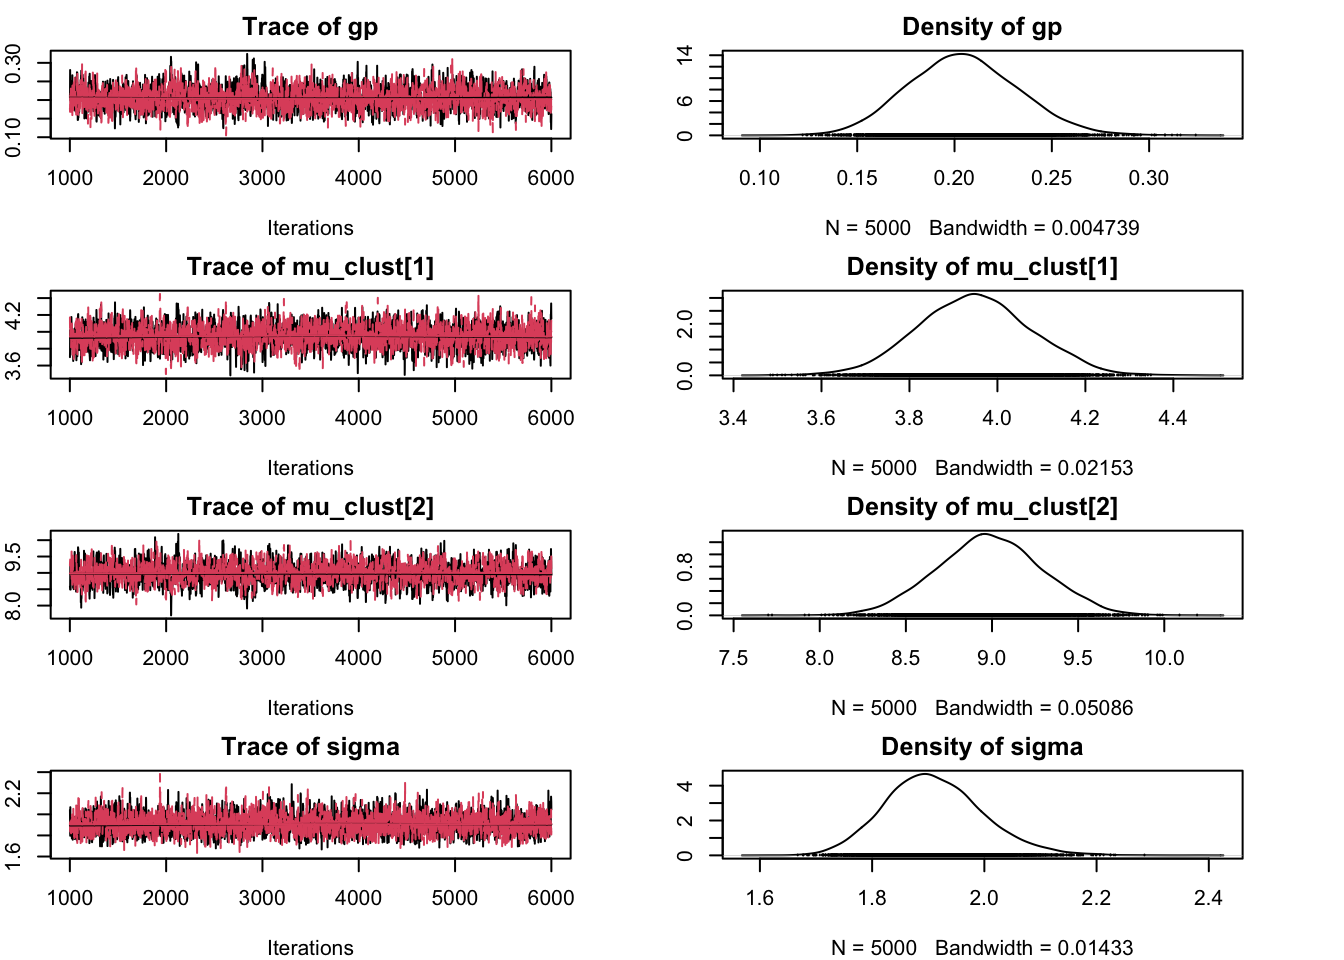 Trace of gp
0.10 0.30
1000 2000 3000 4000 5000 6000
Iterations
Density of gp
0 6 14
0.10 0.15 0.20 0.25 0.30
N = 5000 Bandwidth = 0.004739
Trace of mu_clust[1]
3.6 4.2
1000 2000 3000 4000 5000 6000
Iterations
Density of mu_clust[1]
0.0 2.0
3.4 3.6 3.8 4.0 4.2 4.4
N = 5000 Bandwidth = 0.02153
Trace of mu_clust[2]
8.0 9.5
1000 2000 3000 4000 5000 6000
Iterations
Density of mu_clust[2]
0.0 0.8
7.5 8.0 8.5 9.0 9.5 10.0
N = 5000 Bandwidth = 0.05086
Trace of sigma
1.6 2.2
1000 2000 3000 4000 5000 6000
Iterations
Density of sigma
0 2 4
1.6 1.8 2.0 2.2 2.4
N = 5000 Bandwidth = 0.01433